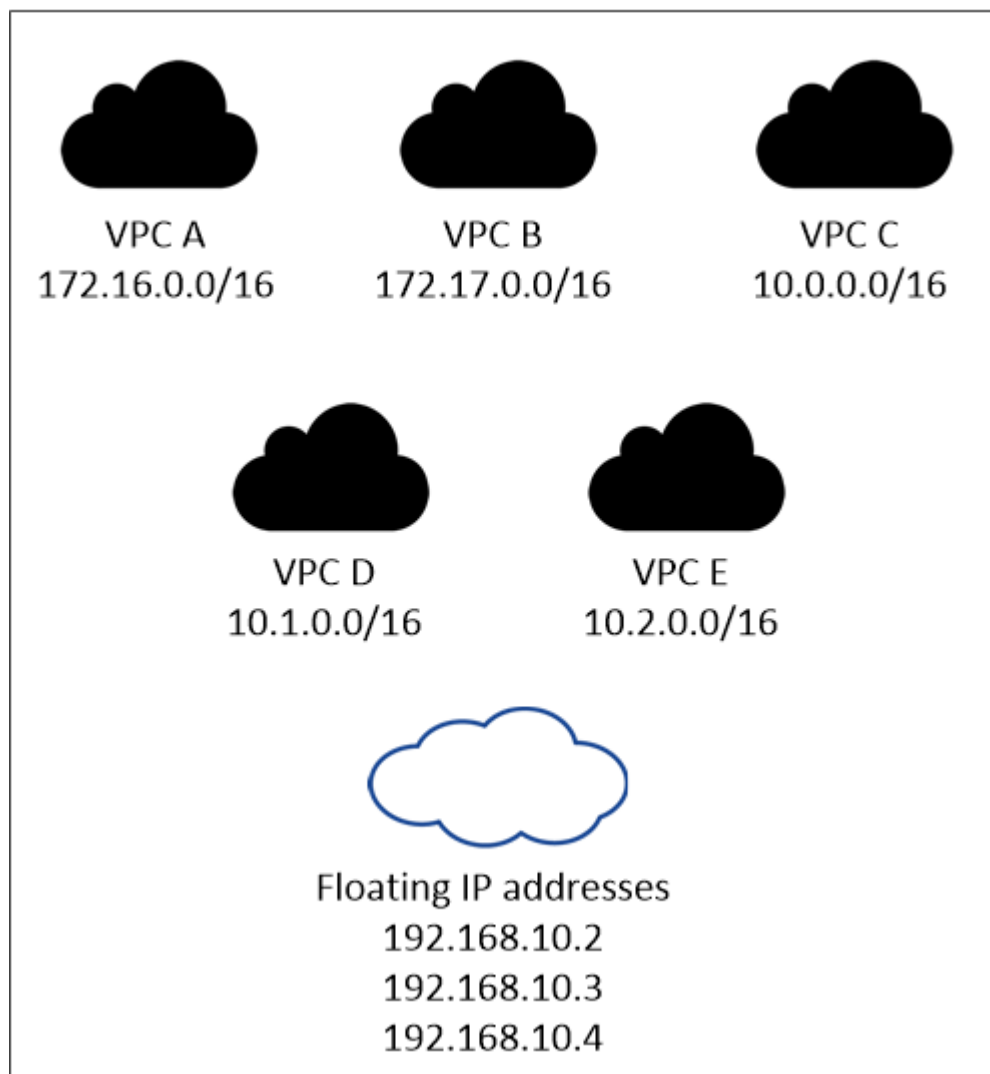 VPC A
172.16.0.0/16
VPC B
172.17.0.0/16
VPC C
10.0.0.0/16
VPC D
10.1.0.0/16
VPC E
10.2.0.0/16
Floating IP addresses
192.168.10.2
192.168.10.3
192.168.10.4